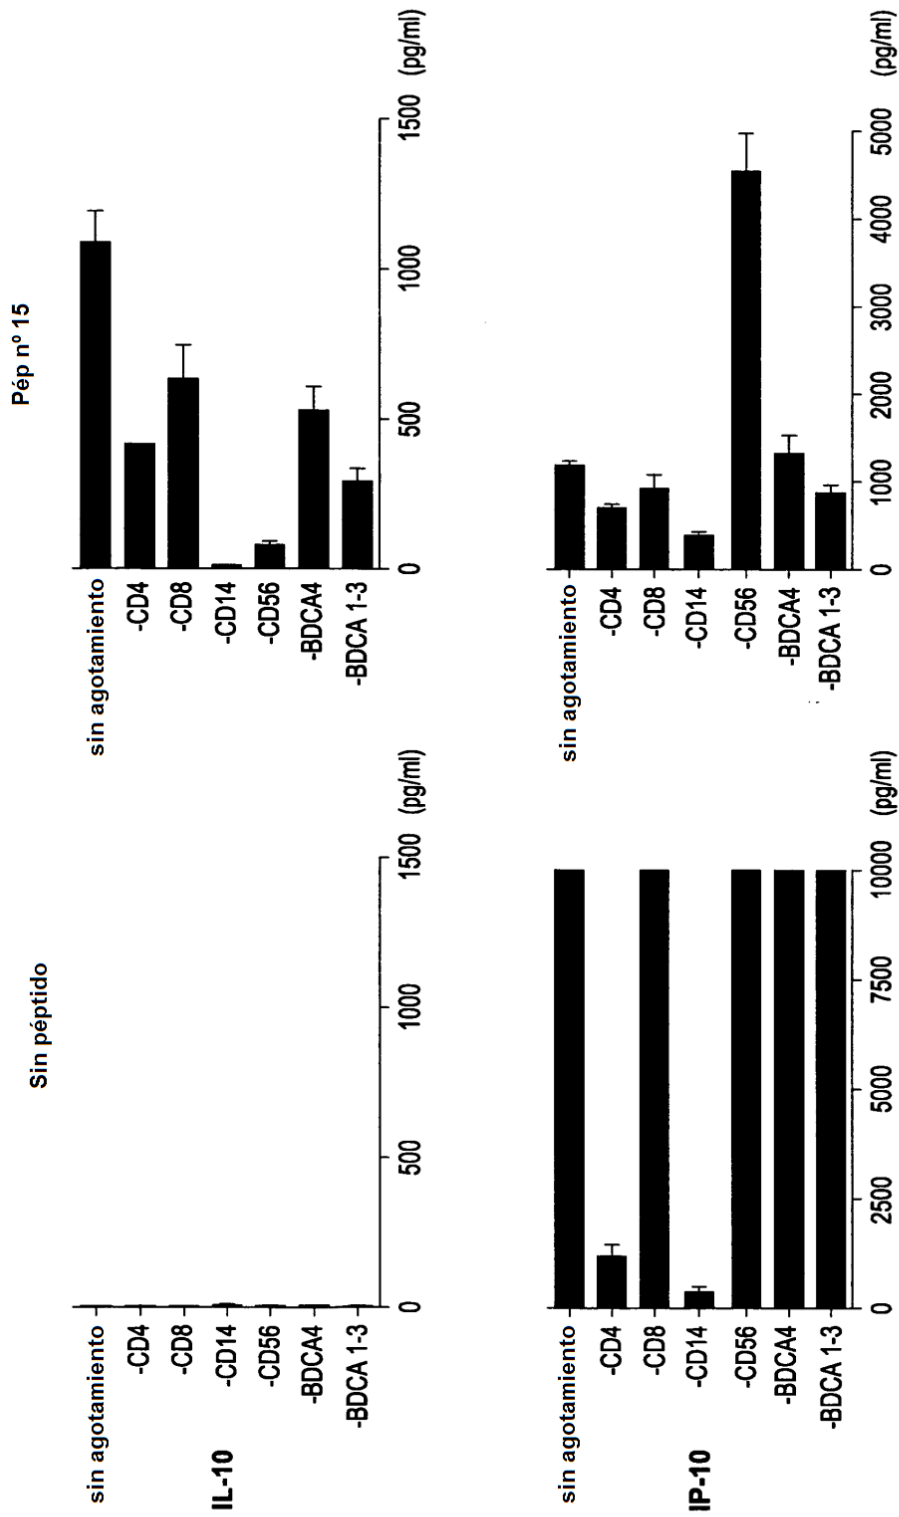 Sin péptido
Pép nº 15
IL-10
sin agotamiento
-CD4
-CD8
-CD14
-CD56
-BDCA4
-BDCA 1-3
0 500 1000 1500 (pg/ml)
sin agotamiento
-CD4
-CD8
-CD14
-CD56
-BDCA4
-BDCA 1-3
0 500 1000 1500 (pg/ml)
IP-10
sin agotamiento
-CD4
-CD8
-CD14
-CD56
-BDCA4
-BDCA 1-3
0 2500 5000 7500 10000 (pg/ml)
sin agotamiento
-CD4
-CD8
-CD14
-CD56
-BDCA4
-BDCA 1-3
0 1000 2000 3000 4000 5000 (pg/ml)